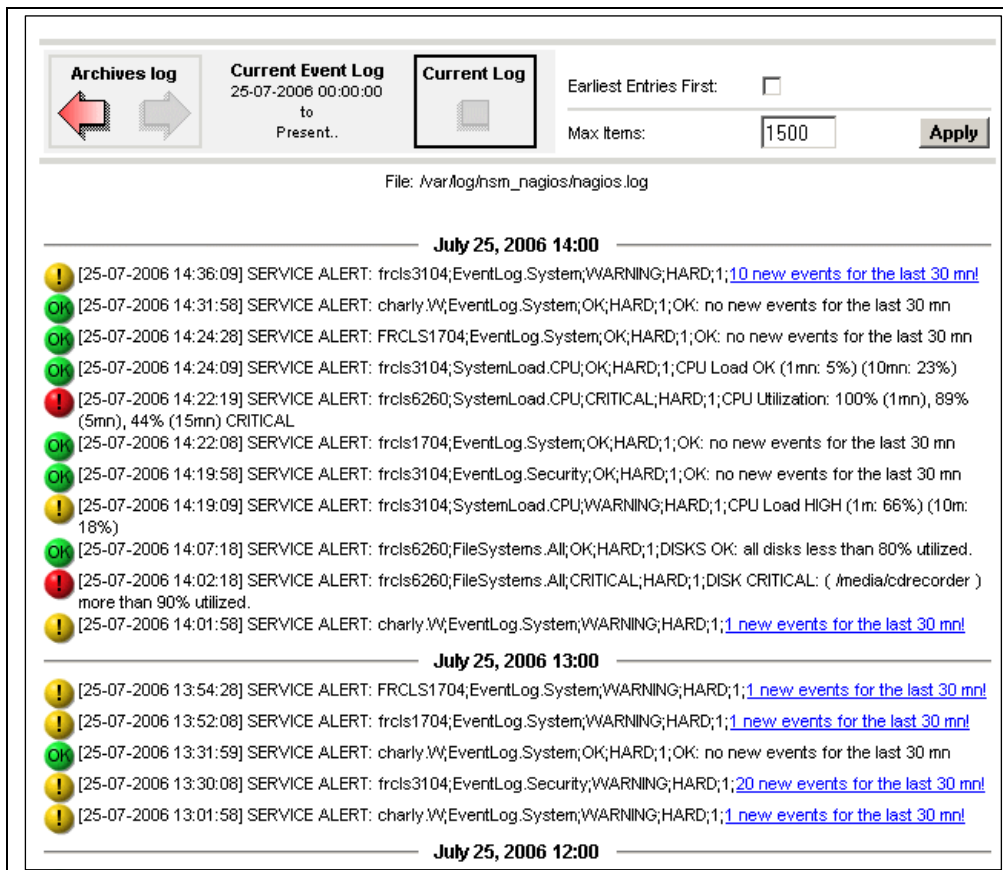 Archives log
Current Event Log
25-07-2006 00:00:00
to
Present..
Current Log
Earliest Entries First:
Max Items:
1500
Apply
File: /var/log/nsm_nagios/nagios.log
July 25, 2006 14:00
! [25-07-2006 14:36:09] SERVICE ALERT: frcls3104;EventLog.System;WARNING;HARD;1;10 new events for the last 30 mn!
OK [25-07-2006 14:31:58] SERVICE ALERT: charly.W;EventLog.System;OK;HARD;1;OK: no new events for the last 30 mn
OK [25-07-2006 14:24:28] SERVICE ALERT: FRCLS1704;EventLog.System;OK;HARD;1;OK: no new events for the last 30 mn
OK [25-07-2006 14:24:09] SERVICE ALERT: frcls3104;SystemLoad.CPU;OK;HARD;1;CPU Load OK (1mn: 5%) (10mn: 23%)
! [25-07-2006 14:22:19] SERVICE ALERT: frcls6260;SystemLoad.CPU;CRITICAL;HARD;1;CPU Utilization: 100% (1mn), 89%
(5mn), 44% (15mn) CRITICAL
OK [25-07-2006 14:22:08] SERVICE ALERT: frcls1704;EventLog.System;OK;HARD;1;OK: no new events for the last 30 mn
OK [25-07-2006 14:19:58] SERVICE ALERT: frcls3104;EventLog.Security;OK;HARD;1;OK: no new events for the last 30 mn
! [25-07-2006 14:19:09] SERVICE ALERT: frcls3104;SystemLoad.CPU;WARNING;HARD;1;CPU Load HIGH (1m: 66%) (10m:
18%)
OK [25-07-2006 14:07:18] SERVICE ALERT: frcls6260;FileSystems.All;OK;HARD;1;DISKS OK: all disks less than 80% utilized.
! [25-07-2006 14:02:18] SERVICE ALERT: frcls6260;FileSystems.All;CRITICAL;HARD;1;DISK CRITICAL: ( /media/cdrecorder )
more than 90% utilized.
! [25-07-2006 14:01:58] SERVICE ALERT: charly.W;EventLog.System;WARNING;HARD;1;1 new events for the last 30 mn!
July 25, 2006 13:00
! [25-07-2006 13:54:28] SERVICE ALERT: FRCLS1704;EventLog.System;WARNING;HARD;1;1 new events for the last 30 mn!
! [25-07-2006 13:52:08] SERVICE ALERT: frcls1704;EventLog.System;WARNING;HARD;1;1 new events for the last 30 mn!
OK [25-07-2006 13:31:59] SERVICE ALERT: charly.W;EventLog.System;OK;HARD;1;OK: no new events for the last 30 mn
! [25-07-2006 13:30:08] SERVICE ALERT: frcls3104;EventLog.Security;WARNING;HARD;1;20 new events for the last 30 mn!
! [25-07-2006 13:01:58] SERVICE ALERT: charly.W;EventLog.System;WARNING;HARD;1;1 new events for the last 30 mn!
July 25, 2006 12:00